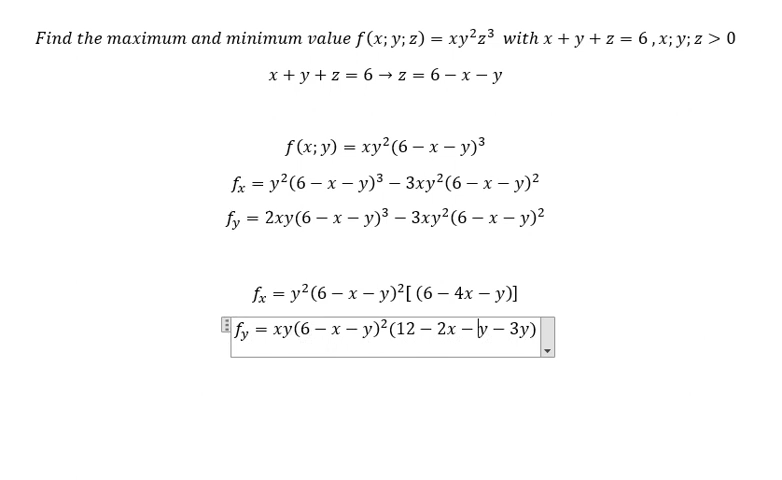 Find the maximum and minimum value f(x; y; z) = xy²z³ with x + y + z = 6 , x; y; z > 0
x + y + z = 6 → z = 6 − x − y
f(x; y) = xy²(6 − x − y)³
fₓ = y²(6 − x − y)³ − 3xy²(6 − x − y)²
f_y = 2xy(6 − x − y)³ − 3xy²(6 − x − y)²
fₓ = y²(6 − x − y)²[ (6 − 4x − y)]
f_y = xy(6 − x − y)²(12 − 2x − y − 3y)